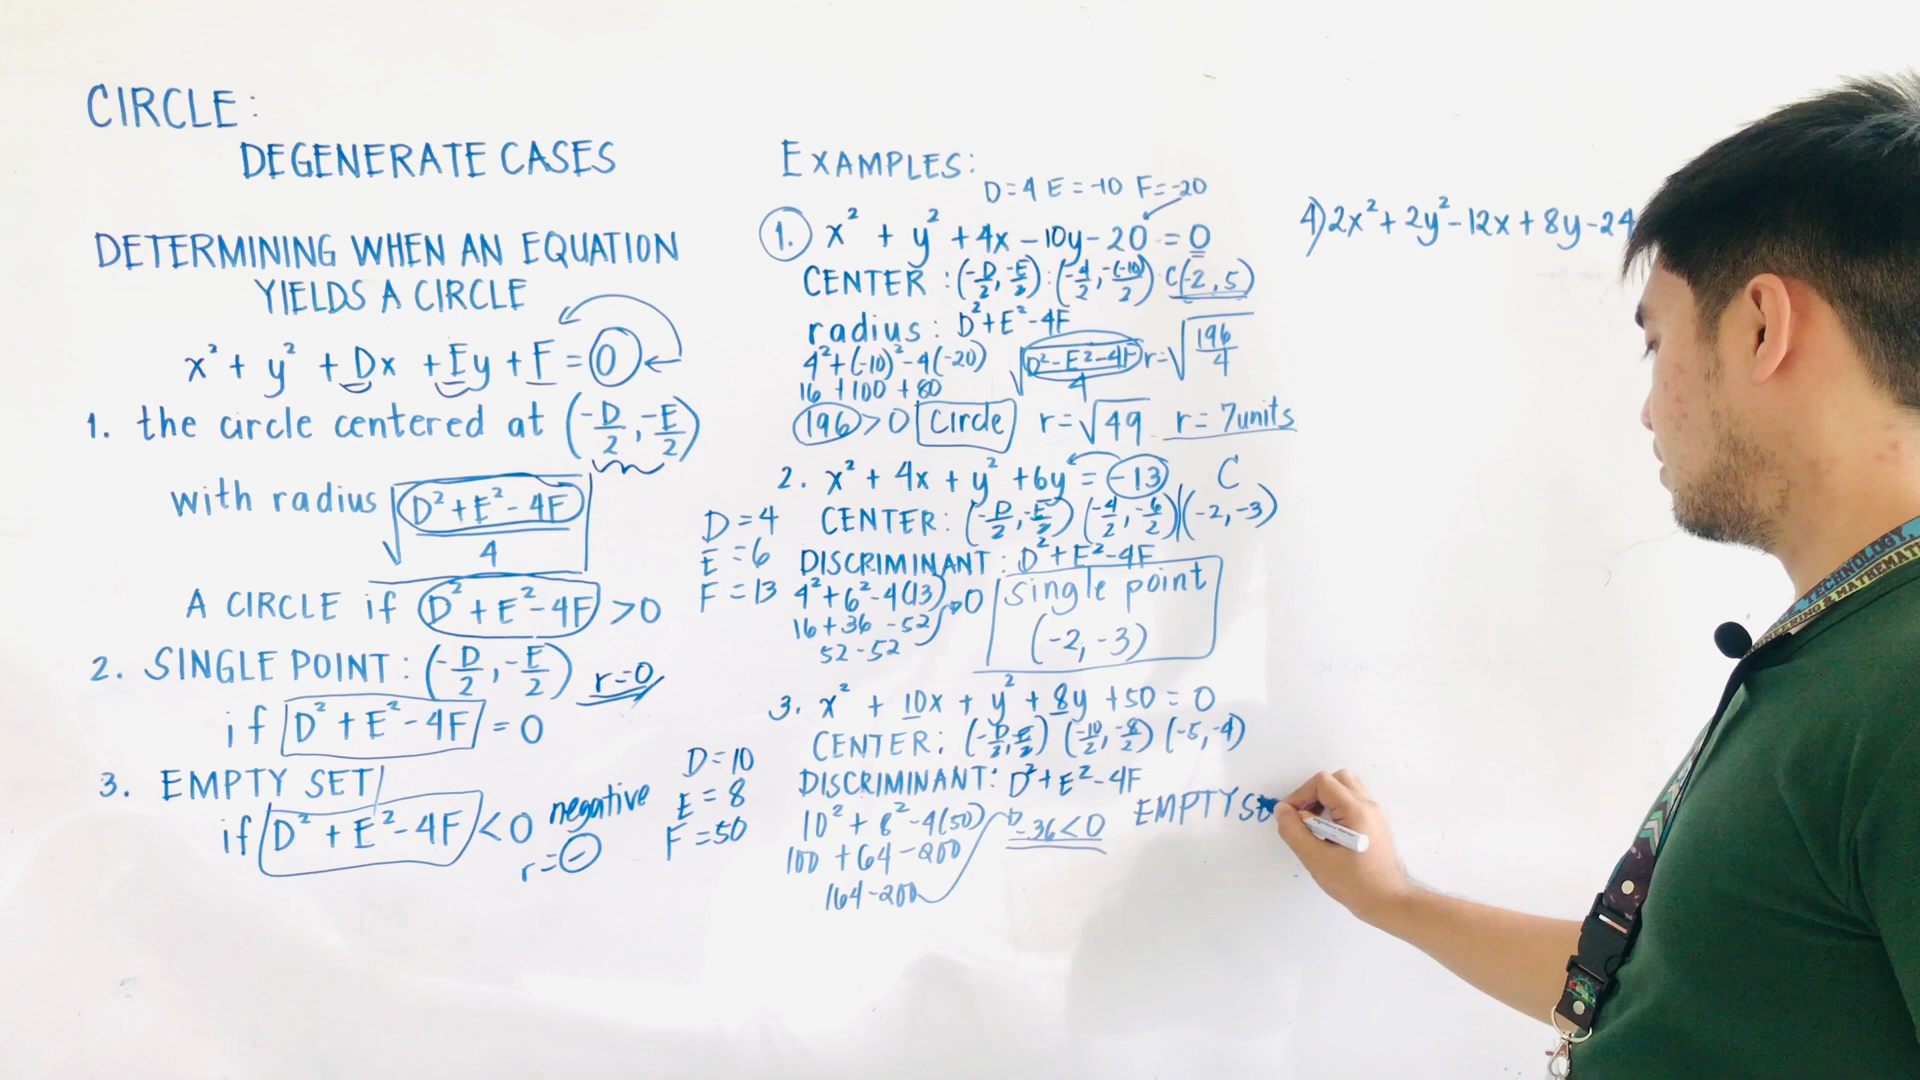 CIRCLE:
DEGENERATE CASES
DETERMINING WHEN AN EQUATION
YIELDS A CIRCLE
x² + y² + Dx + Ey + F = 0
1. the circle centered at (-D/2, -E/2)
with radius √((D² + E² - 4F)/4)
A CIRCLE if D² + E² - 4F > 0
2. SINGLE POINT: (-D/2, -E/2) r=0
if D² + E² - 4F = 0
3. EMPTY SET
if D² + E² - 4F < 0 negative
r = -
EXAMPLES:
D=4 E=-10 F=-20
1. x² + y² + 4x - 10y - 20 = 0
CENTER: (-D/2, -E/2) : (-4/2, -(-10)/2) C(-2, 5)
radius: D² + E² - 4F
4² + (-10)² - 4(-20) √((D² - E² - 4F)/4) r = √(196/4)
16 + 100 + 80
196 > 0 Circle r = √49 r = 7units
2. x² + 4x + y² + 6y = -13 C
D = 4 CENTER: (-D/2, -E/2) (-4/2, -6/2) (-2, -3)
E = 6 DISCRIMINANT: D² + E² - 4F
F = 13 4² + 6² - 4(13) 0 single point
16 + 36 - 52 (-2, -3)
52 - 52
3. x² + 10x + y² + 8y + 50 = 0
CENTER: (-D/2, E/2) (-10/2, -8/2) (-5, -4)
D = 10 DISCRIMINANT: D² + E² - 4F
E = 8 10² + 8² - 4(50) -36 < 0 EMPTY S
F = 50 100 + 64 - 200
164 - 200
4) 2x² + 2y² - 12x + 8y - 24
TECHNOLOGY,
MATHEMAT